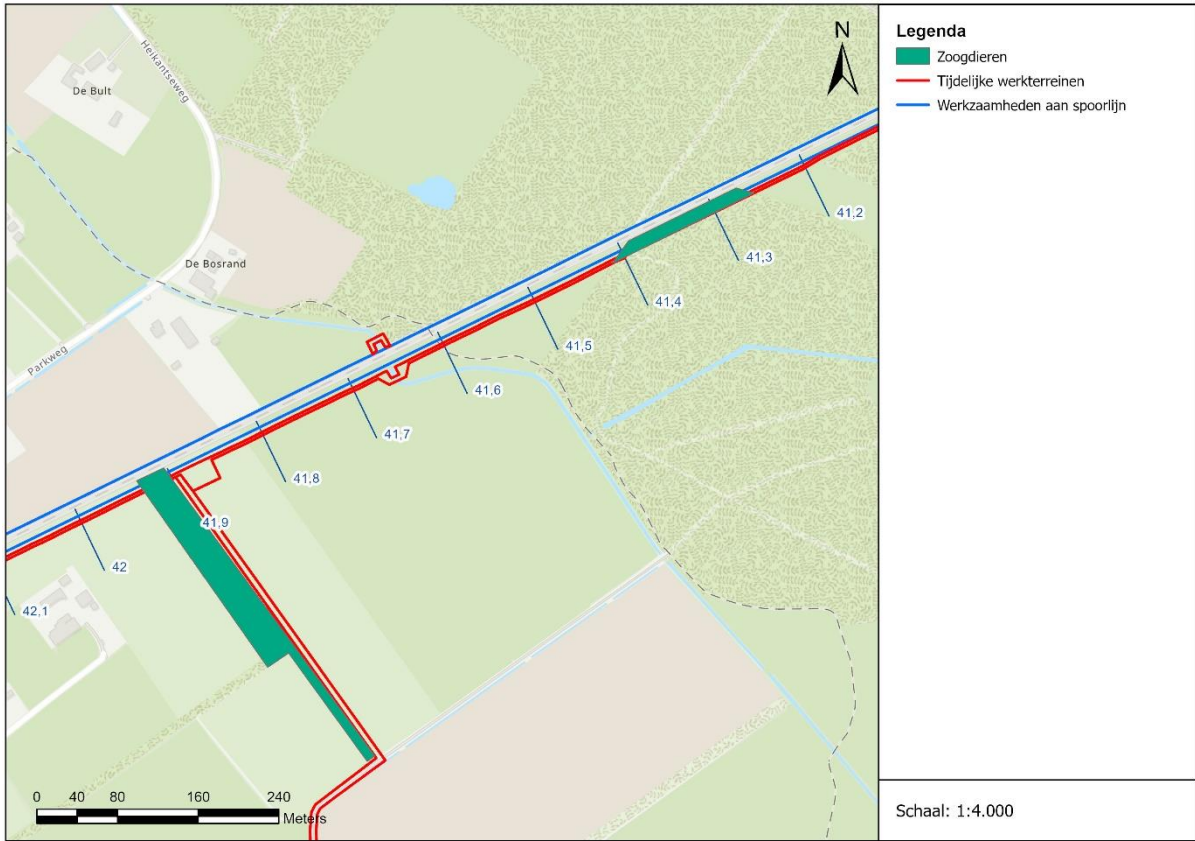 Heikantseweg
De Bult
De Bosrand
Parkweg
N
41,2
41,3
41,4
41,5
41,6
41,7
41,8
41,9
42
42,1
0 40 80 160 240
Meters
Legenda
Zoogdieren
Tijdelijke werkterreinen
Werkzaamheden aan spoorlijn
Schaal: 1:4.000